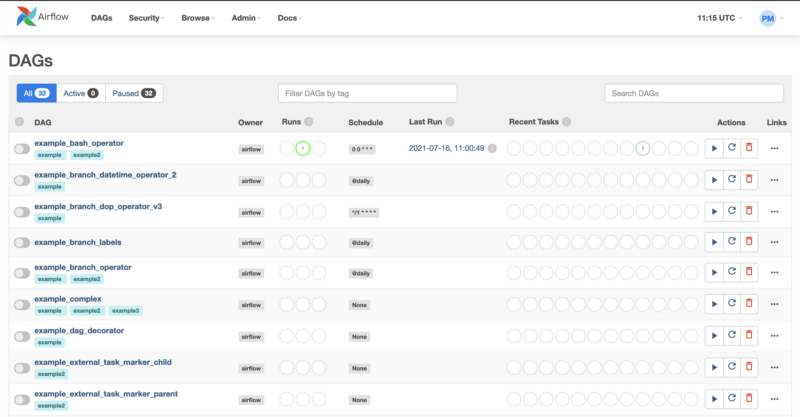 Airflow DAGs Security Browse Admin Docs 11:15 UTC PM
DAGs
All 32 Active 0 Paused 32 Filter DAGs by tag Search DAGs
DAG Owner Runs Schedule Last Run Recent Tasks Actions Links
example_bash_operator
example example2
airflow 1 0 0 * * * 2021-07-16, 11:00:49
example_branch_datetime_operator_2
example
airflow @daily
example_branch_dop_operator_v3
example
airflow */1 * * * *
example_branch_labels airflow @daily
example_branch_operator
example example2
airflow @daily
example_complex
example example2 example3
airflow None
example_dag_decorator
example
airflow None
example_external_task_marker_child
example2
airflow None
example_external_task_marker_parent
example2
airflow None